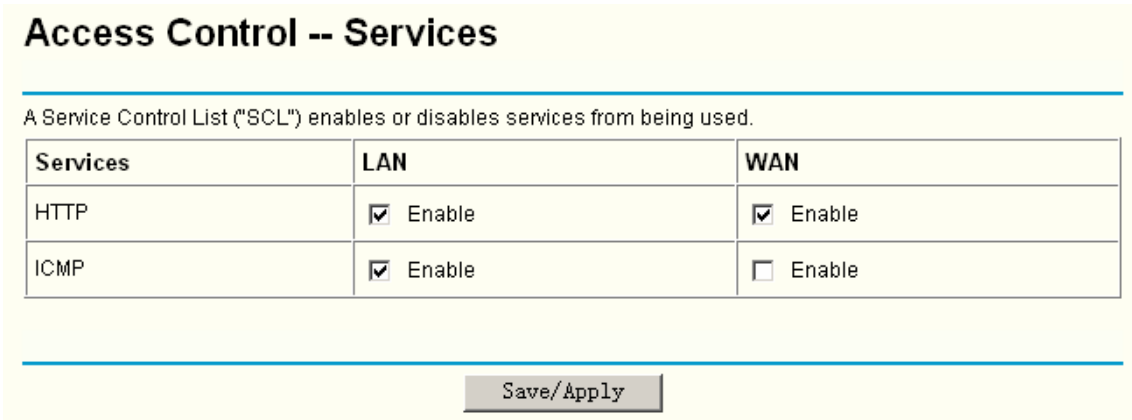 Access Control -- Services
A Service Control List ("SCL") enables or disables services from being used.
Services LAN WAN
HTTP Enable Enable
ICMP Enable Enable
Save/Apply